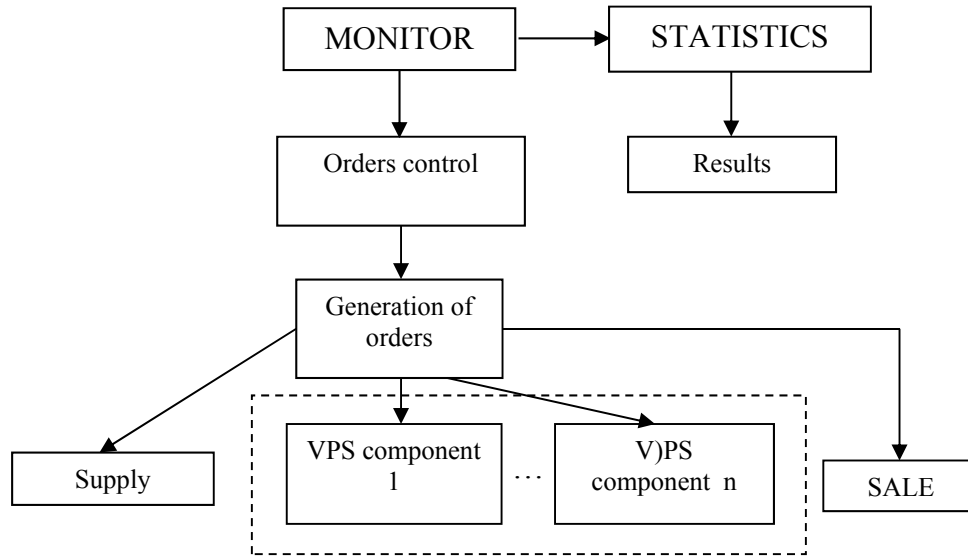 MONITOR
STATISTICS
Orders control
Results
Generation of
orders
VPS component
1
...
V)PS
component n
Supply
SALE